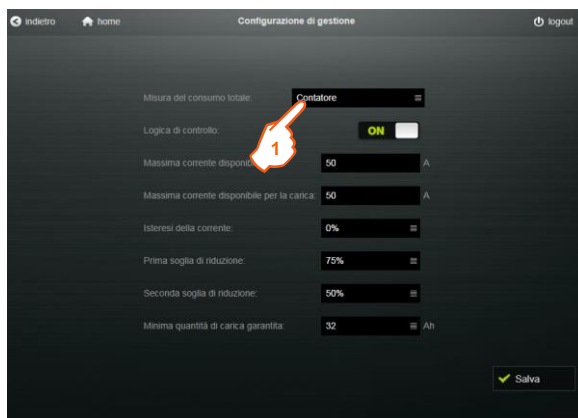 indietro home Configurazione di gestione logout
Misura del consumo totale: Contatore
Logica di controllo: ON
1
Massima corrente 50 A
Massima corrente disponibile per la carica: 50 A
Isteresi della corrente: 0%
Prima soglia di riduzione: 75%
Seconda soglia di riduzione: 50%
Minima quantità di carica garantita: 32 Ah
Salva